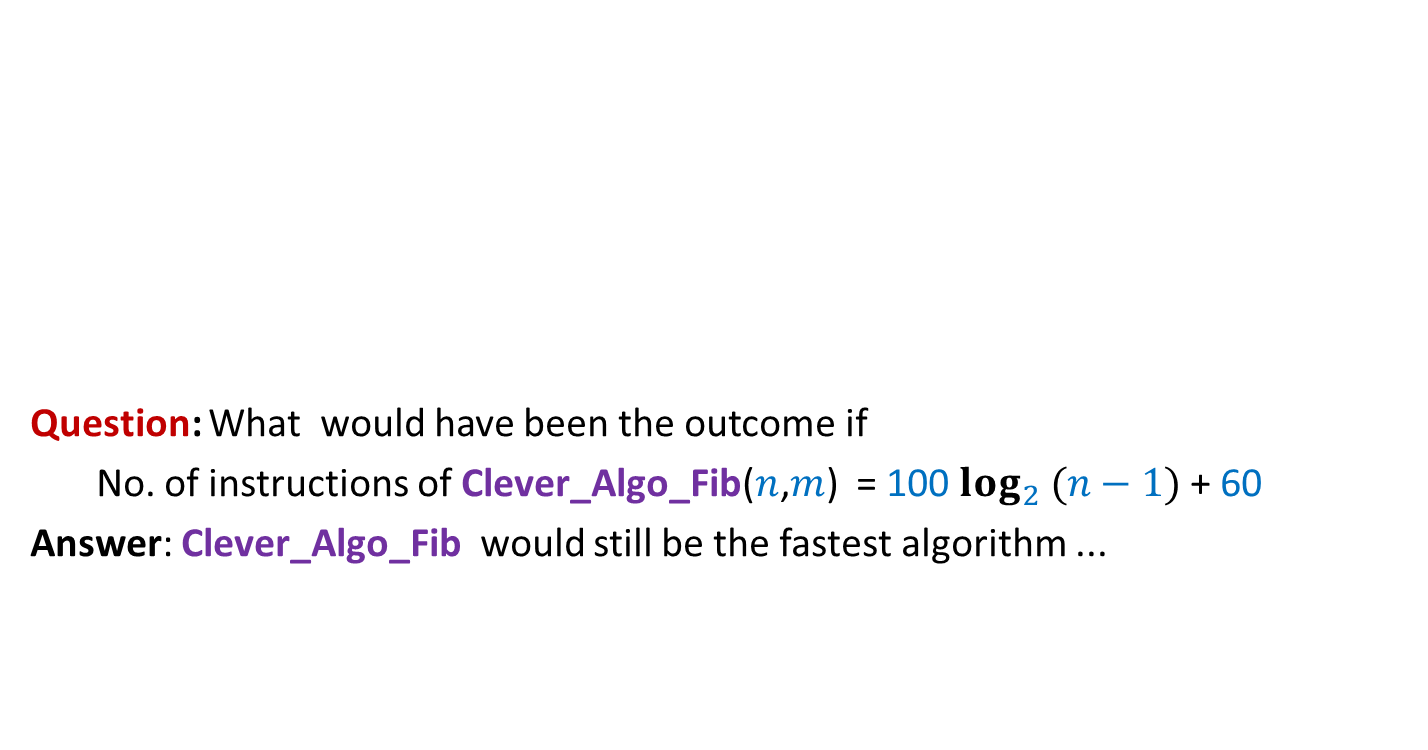 Question: What would have been the outcome if
No. of instructions of Clever_Algo_Fib(n,m) = 100 log₂ (n − 1) + 60
Answer: Clever_Algo_Fib would still be the fastest algorithm ...